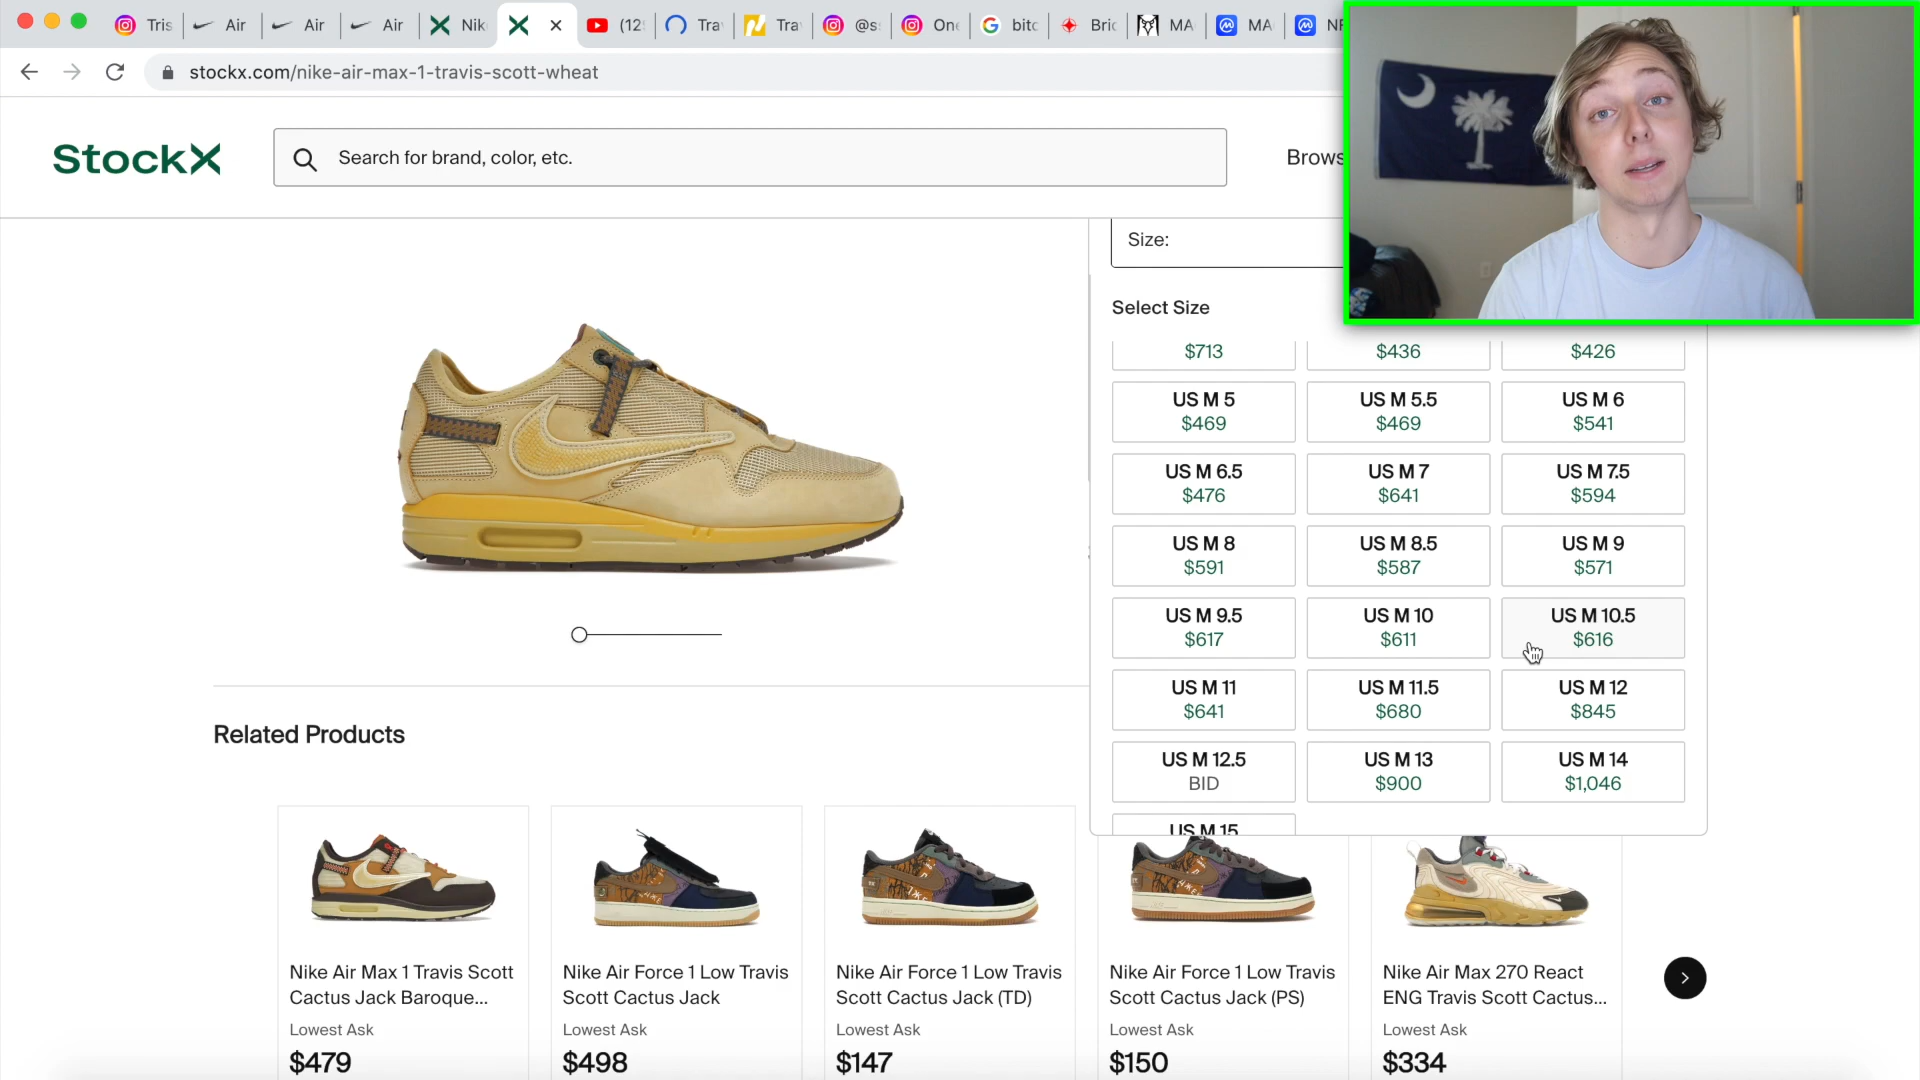 Tris
Air
Air
Air
Nik
(12
Tra
Tra
@s
One
bitc
Bric
MA
MA
NF
stockx.com/nike-air-max-1-travis-scott-wheat
StockX
Search for brand, color, etc.
Brows
Size:
Select Size
$713
$436
$426
US M 5
$469
US M 5.5
$469
US M 6
$541
US M 6.5
$476
US M 7
$641
US M 7.5
$594
US M 8
$591
US M 8.5
$587
US M 9
$571
US M 9.5
$617
US M 10
$611
US M 10.5
$616
US M 11
$641
US M 11.5
$680
US M 12
$845
US M 12.5
BID
US M 13
$900
US M 14
$1,046
US M 15
Related Products
Nike Air Max 1 Travis Scott
Cactus Jack Baroque...
Lowest Ask
$479
Nike Air Force 1 Low Travis
Scott Cactus Jack
Lowest Ask
$498
Nike Air Force 1 Low Travis
Scott Cactus Jack (TD)
Lowest Ask
$147
Nike Air Force 1 Low Travis
Scott Cactus Jack (PS)
Lowest Ask
$150
Nike Air Max 270 React
ENG Travis Scott Cactus...
Lowest Ask
$334